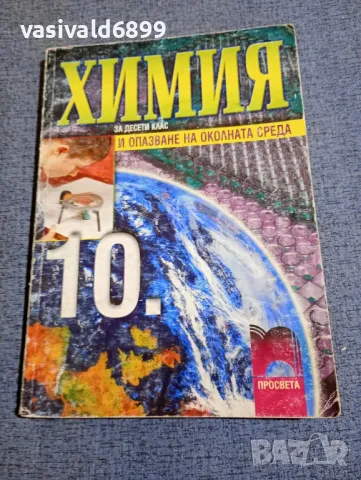 vasivald6899
ХИМИЯ
ЗА ДЕСЕТИ КЛАС
И ОПАЗВАНЕ НА ОКОЛНАТА СРЕДА
10.
ПРОСВЕТА
BAZAR